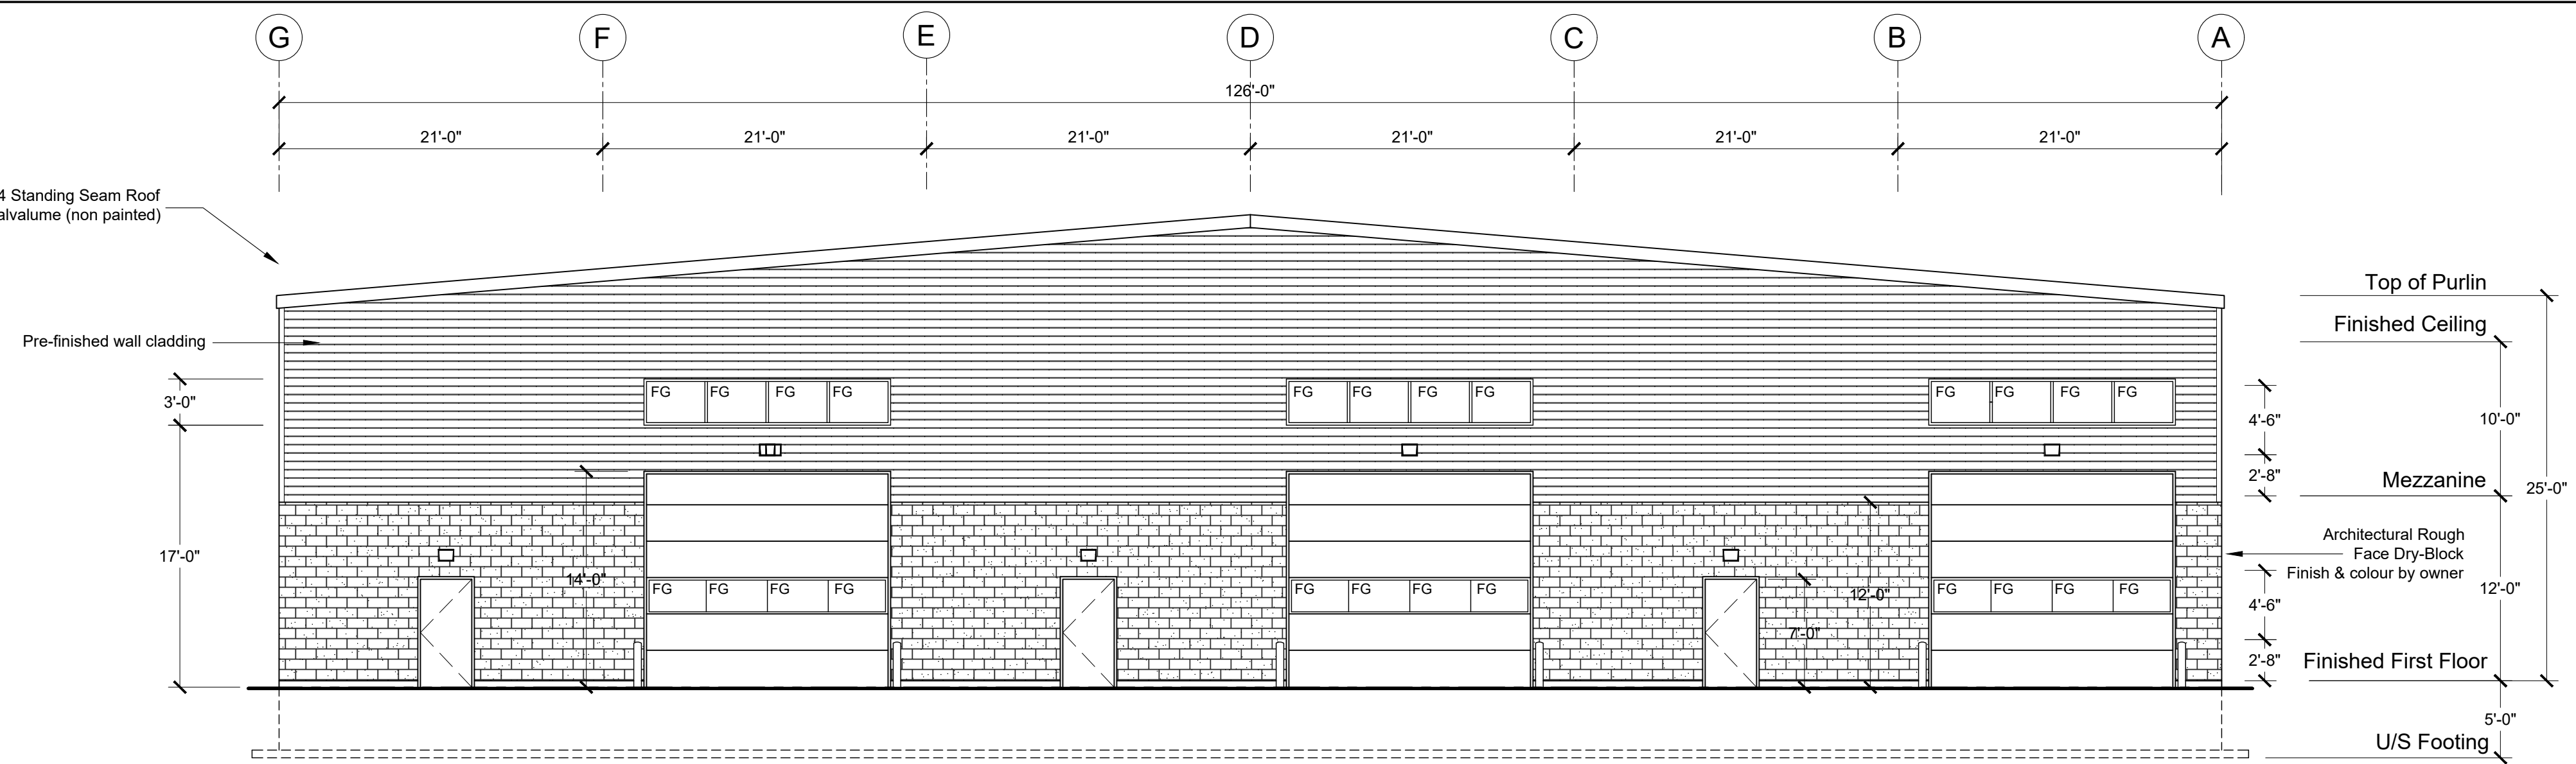 G F E D C B A
126'-0"
21'-0" 21'-0" 21'-0" 21'-0" 21'-0" 21'-0"
4 Standing Seam Roof
alvalume (non painted)
Top of Purlin
Finished Ceiling
Pre-finished wall cladding
3'-0"
FG FG FG FG
FG FG FG FG
FG FG FG FG
4'-6"
10'-0"
2'-8"
Mezzanine
25'-0"
17'-0"
14'-0"
Architectural Rough
Face Dry-Block
Finish & colour by owner
FG FG FG FG
FG FG FG FG
FG FG FG FG
12'-0"
12'-0"
4'-6"
7'-0"
2'-8"
Finished First Floor
5'-0"
U/S Footing